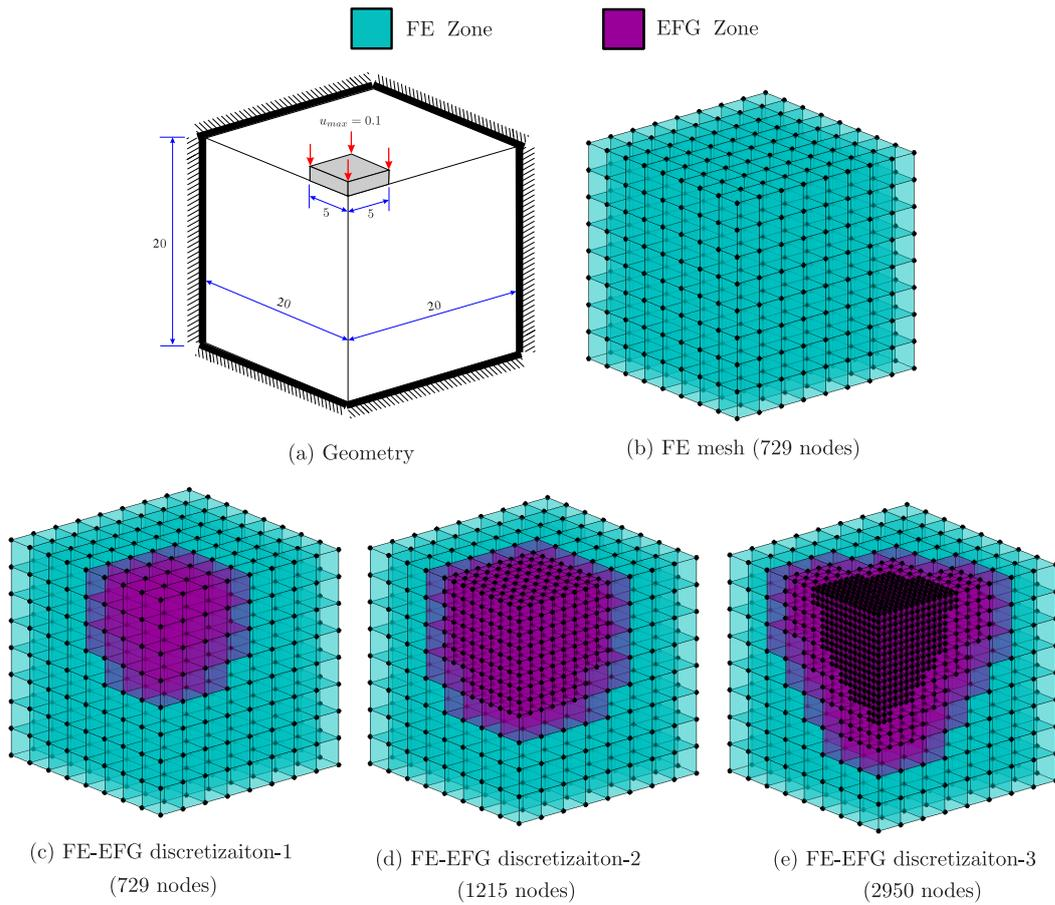 FE Zone
EFG Zone
u_max = 0.1
5
5
20
20
20
(a) Geometry
(b) FE mesh (729 nodes)
(c) FE-EFG discretizaiton-1
(729 nodes)
(d) FE-EFG discretizaiton-2
(1215 nodes)
(e) FE-EFG discretizaiton-3
(2950 nodes)